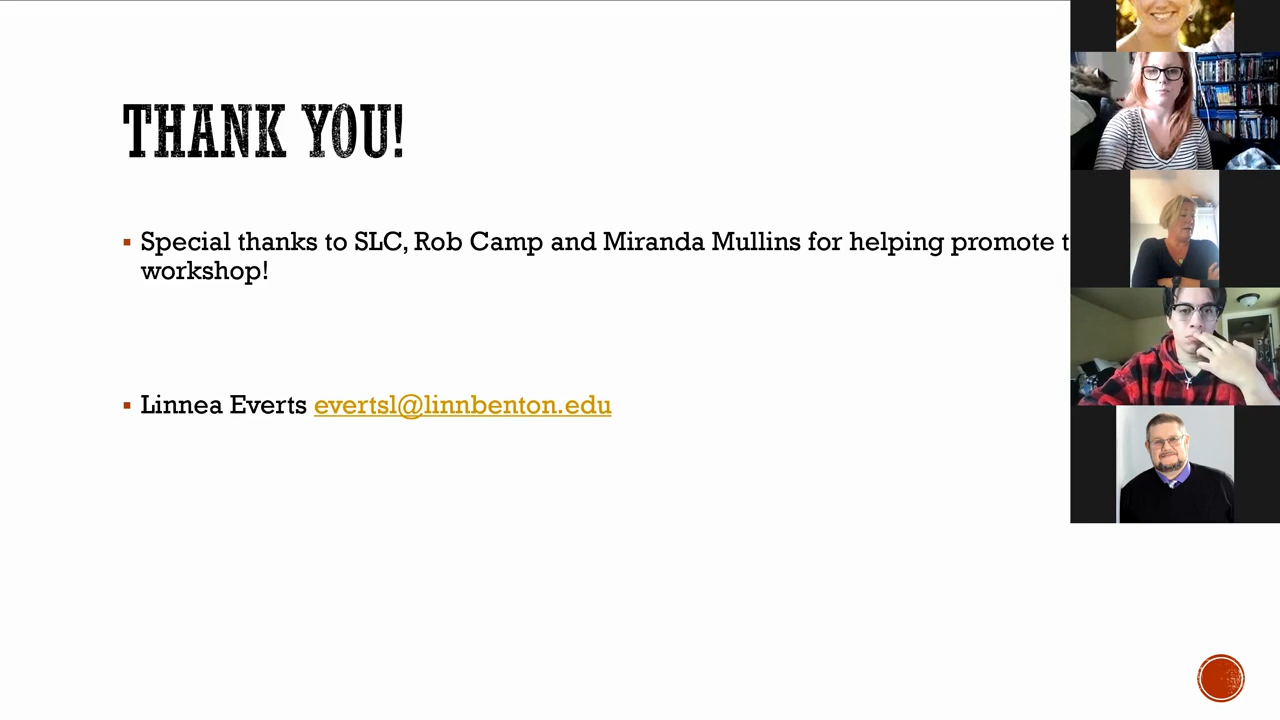 THANK YOU!
Special thanks to SLC, Rob Camp and Miranda Mullins for helping promote
workshop!
Linnea Everts evertsl@linnbenton.edu